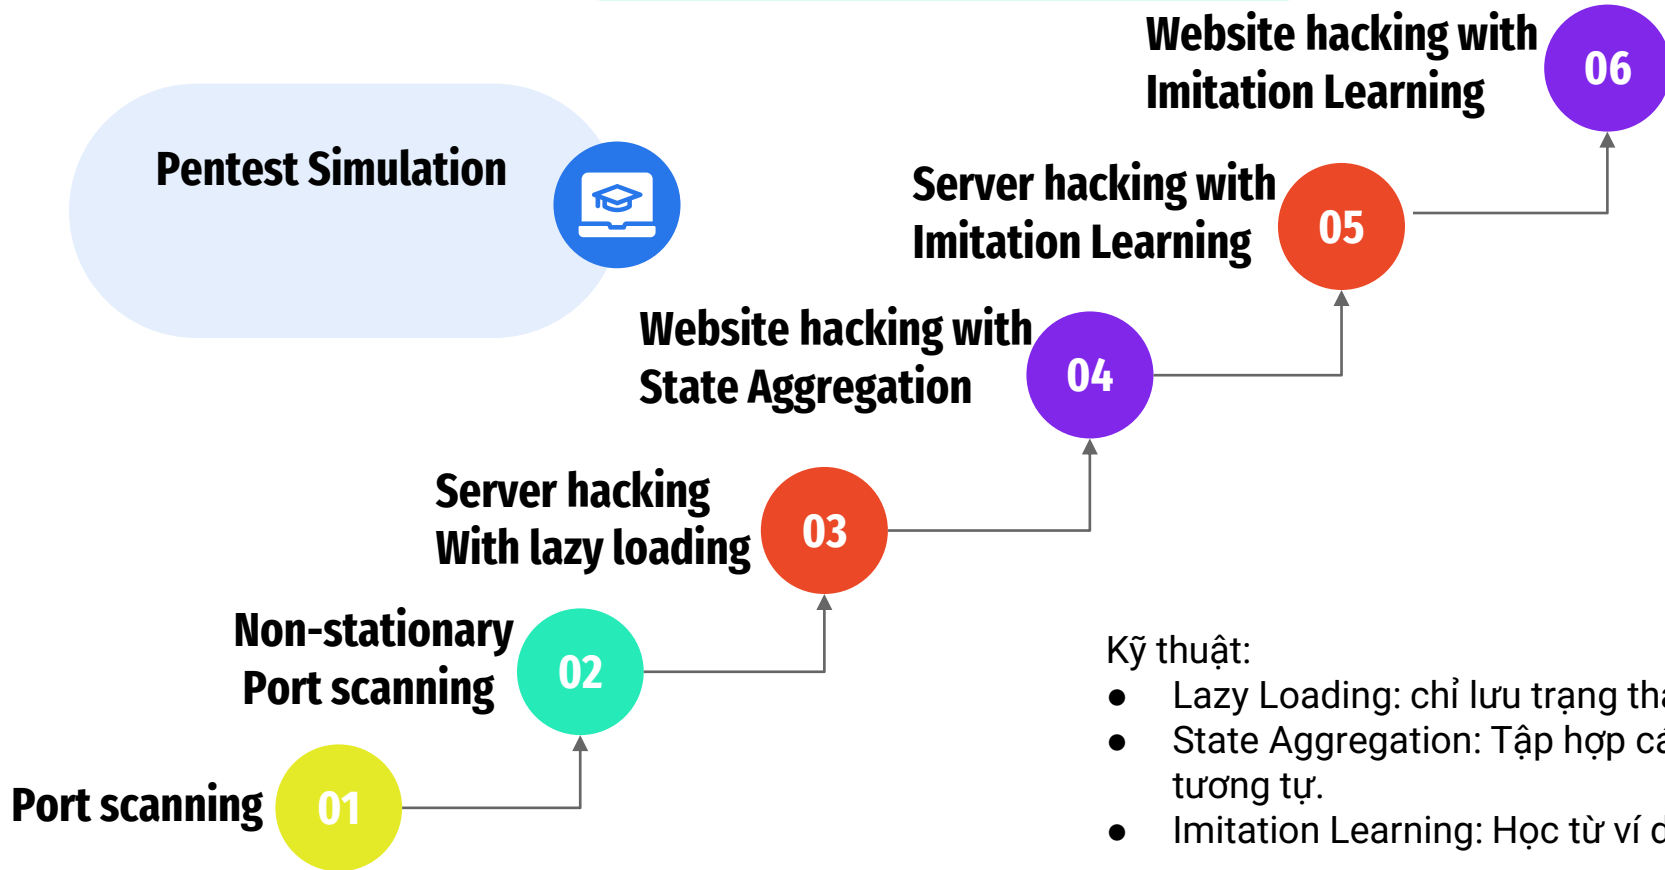 Pentest Simulation
Website hacking with
Imitation Learning
06
Server hacking with
Imitation Learning
05
Website hacking with
State Aggregation
04
Server hacking
With lazy loading
03
Non-stationary
Port scanning
02
Port scanning
01
Kỹ thuật:
● Lazy Loading: chỉ lưu trạng
● State Aggregation: Tập hợp
tương tự.
● Imitation Learning: Học từ ví